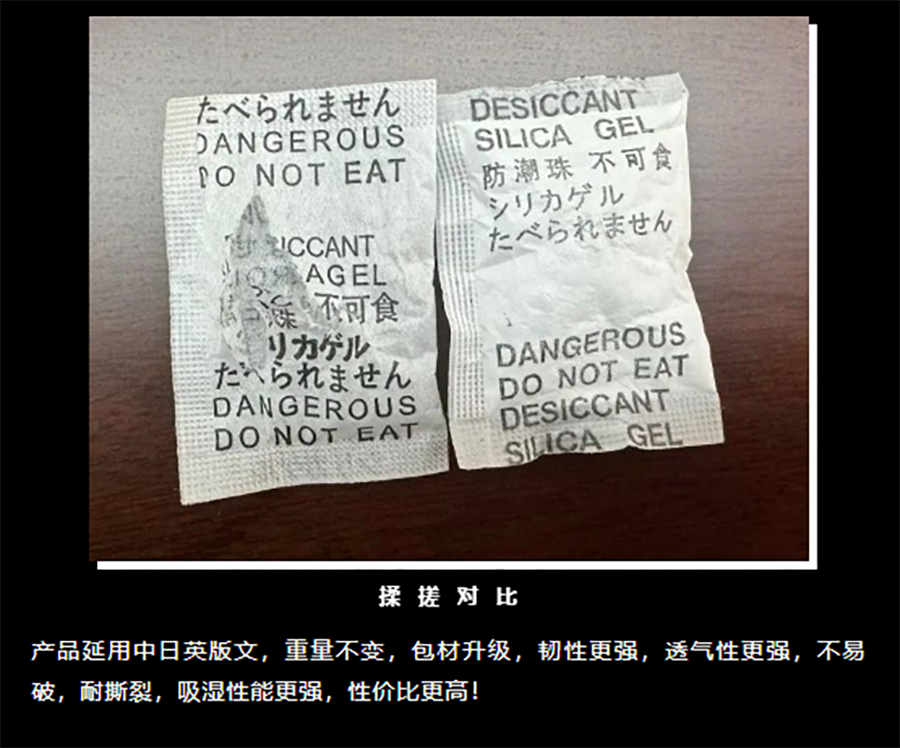 たべられません
DANGEROUS
DO NOT EAT
ICCANT
AGEL
珠 不可食
リカゲル
られません
DANGEROUS
DO NOT EAT
DESICCANT
SILICA GEL
防潮珠 不可食
シリカゲル
たべられません
DANGEROUS
DO NOT EAT
DESICCANT
SILICA GEL
揉搓对比
产品延用中日英版文，重量不变，包材升级，韧性更强，透气性更强，不易
破，耐撕裂，吸湿性能更强，性价比更高！